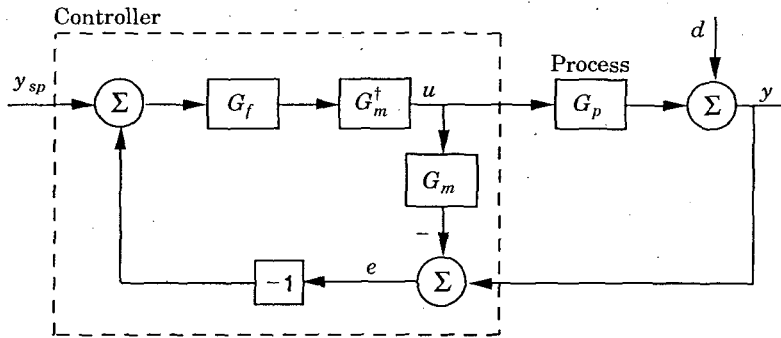 Controller
d
y_sp
Σ
G_f
G_m^†
u
Process
G_p
Σ
y
G_m
–
−1
e
Σ